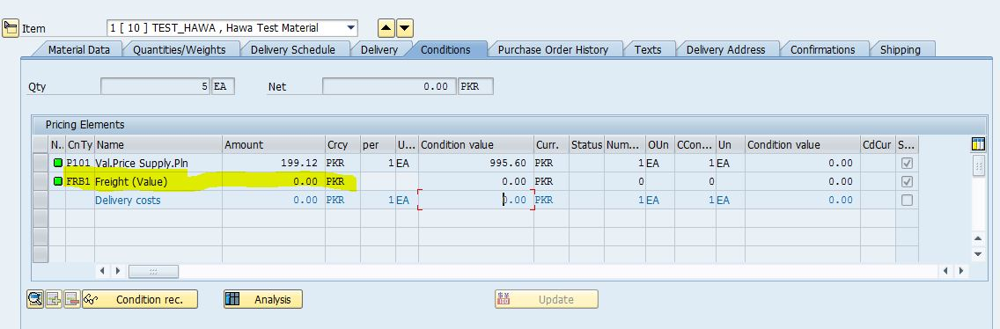 Item 1 [ 10 ] TEST_HAWA , Hawa Test Material
Material Data Quantities/Weights Delivery Schedule Delivery Conditions Purchase Order History Texts Delivery Address Confirmations Shipping
Qty 5 EA Net 0.00 PKR
Pricing Elements
N.. CnTy Name Amount Crcy per U... Condition value Curr. Status Num... OUn CCon... Un Condition value CdCur S...
P101 Val.Price Supply.Pln 199.12 PKR 1 EA 995.60 PKR 1 EA 1 EA 0.00
FRB1 Freight (Value) 0.00 PKR 0.00 PKR 0 0 0.00
Delivery costs 0.00 PKR 1 EA 0.00 PKR 1 EA 1 EA 0.00
Condition rec. Analysis Update